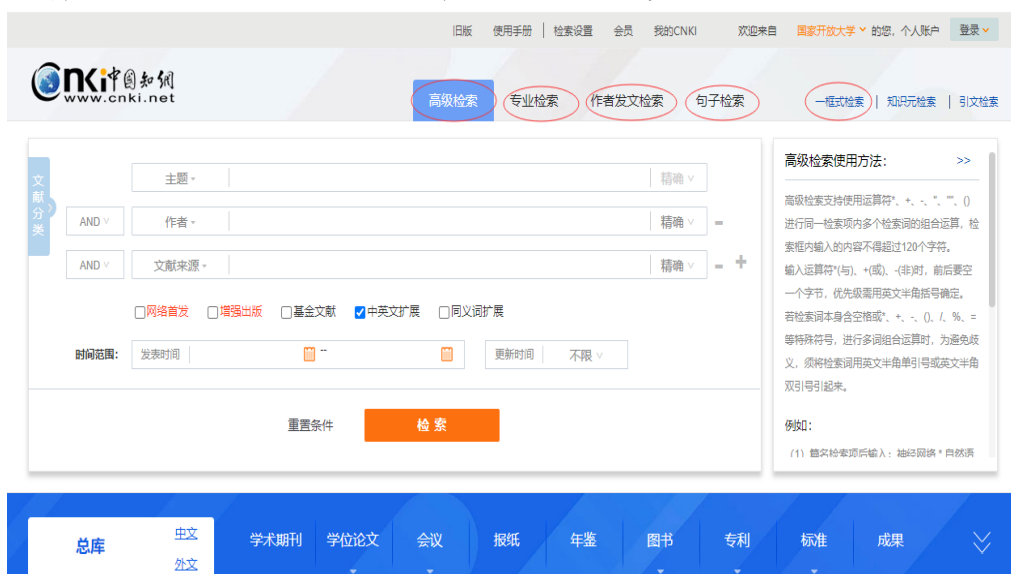 旧版 使用手册 | 检索设置 会员 我的CNKI 欢迎来自 国家开放大学 的您, 个人账户 登录
cnki中国知网
www.cnki.net
高级检索 专业检索 作者发文检索 句子检索 一框式检索 | 知识元检索 | 引文检索
文献分类
主题 精确
AND 作者 精确
AND 文献来源 精确
网络首发 增强出版 基金文献 中英文扩展 同义词扩展
时间范围: 发表时间 -- 更新时间 不限
重置条件 检索
高级检索使用方法: >>
高级检索支持使用运算符*、+、-、''、""、()
进行同一检索项内多个检索词的组合运算, 检
索框内输入的内容不得超过120个字符。
输入运算符*(与)、+(或)、-(非)时, 前后要空
一个字节, 优先级需用英文半角括号确定。
若检索词本身含空格或*、+、-、()、/、%、=
等特殊符号, 进行多词组合运算时, 为避免歧
义, 须将检索词用英文半角单引号或英文半角
双引号引起来。
例如:
(1) 篇名检索项后输入: 神经网络 * 自然语
总库 中文 外文 学术期刊 学位论文 会议 报纸 年鉴 图书 专利 标准 成果